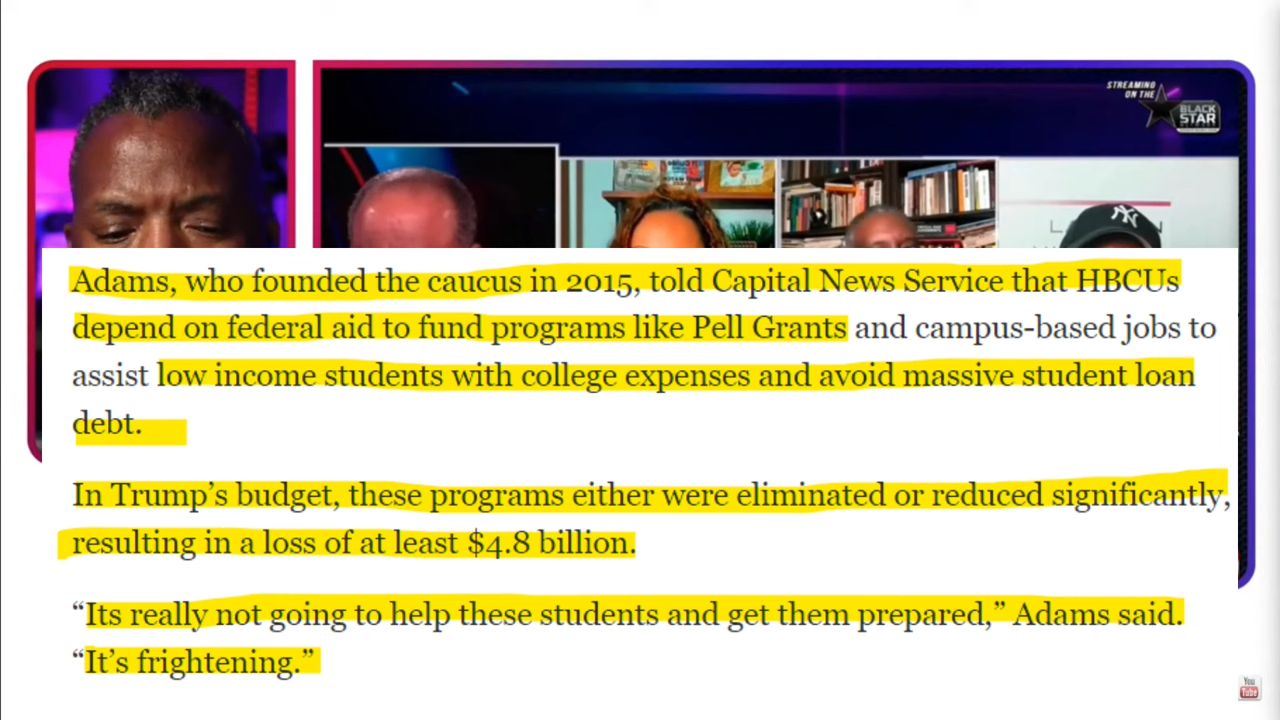 STREAMING
ON THE
BLACK
STAR
NY
Adams, who founded the caucus in 2015, told Capital News Service that HBCUs
depend on federal aid to fund programs like Pell Grants and campus-based jobs to
assist low income students with college expenses and avoid massive student loan
debt.
In Trump’s budget, these programs either were eliminated or reduced significantly,
resulting in a loss of at least $4.8 billion.
“Its really not going to help these students and get them prepared,” Adams said.
“It’s frightening.”
You
Tube